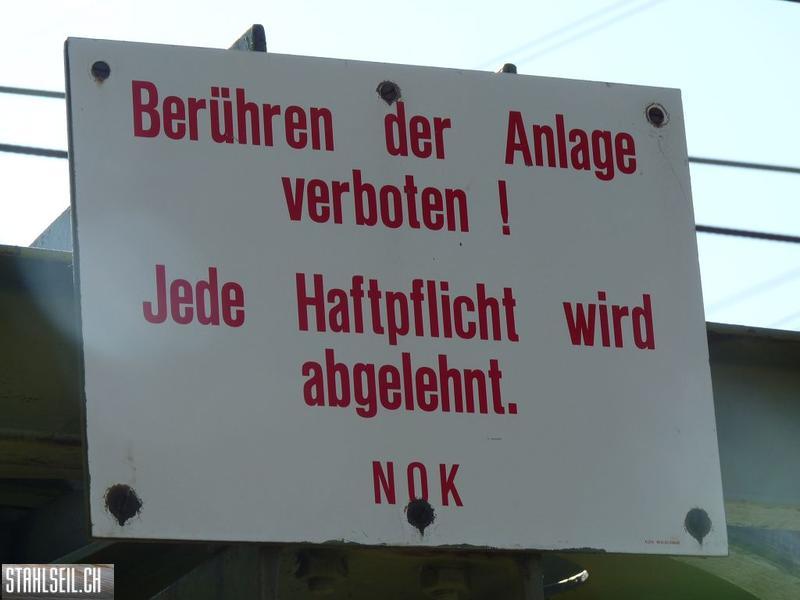 Berühren der Anlage
verboten !
Jede Haftpflicht wird
abgelehnt.
NOK
STAHLSEIL.CH